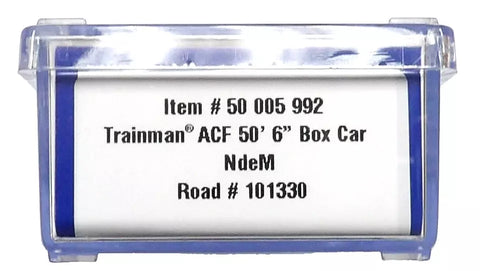 Item # 50 005 992
Trainman® ACF 50' 6" Box Car
NdeM
Road # 101330